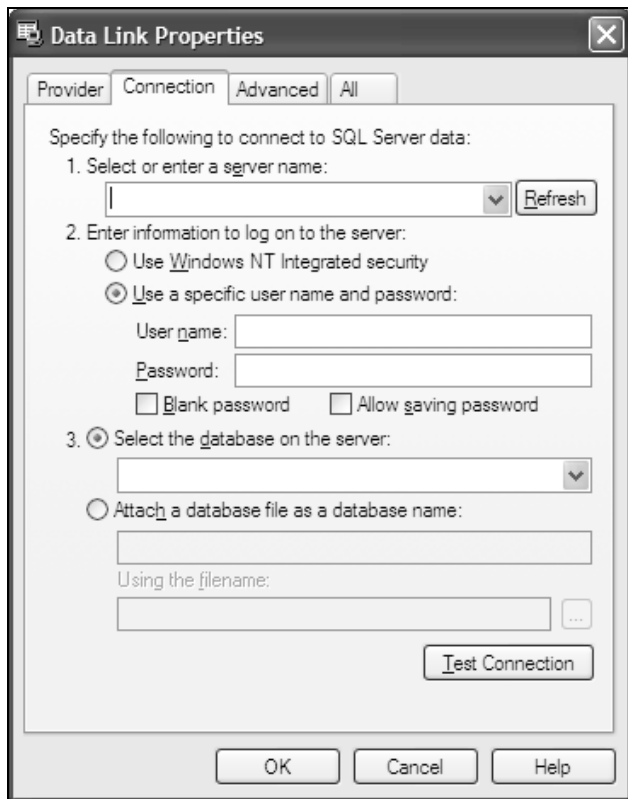 Data Link Properties
Provider Connection Advanced All
Specify the following to connect to SQL Server data:
1. Select or enter a server name:
Refresh
2. Enter information to log on to the server:
Use Windows NT Integrated security
Use a specific user name and password:
User name:
Password:
Blank password Allow saving password
3. Select the database on the server:
Attach a database file as a database name:
Using the filename:
...
Test Connection
OK Cancel Help